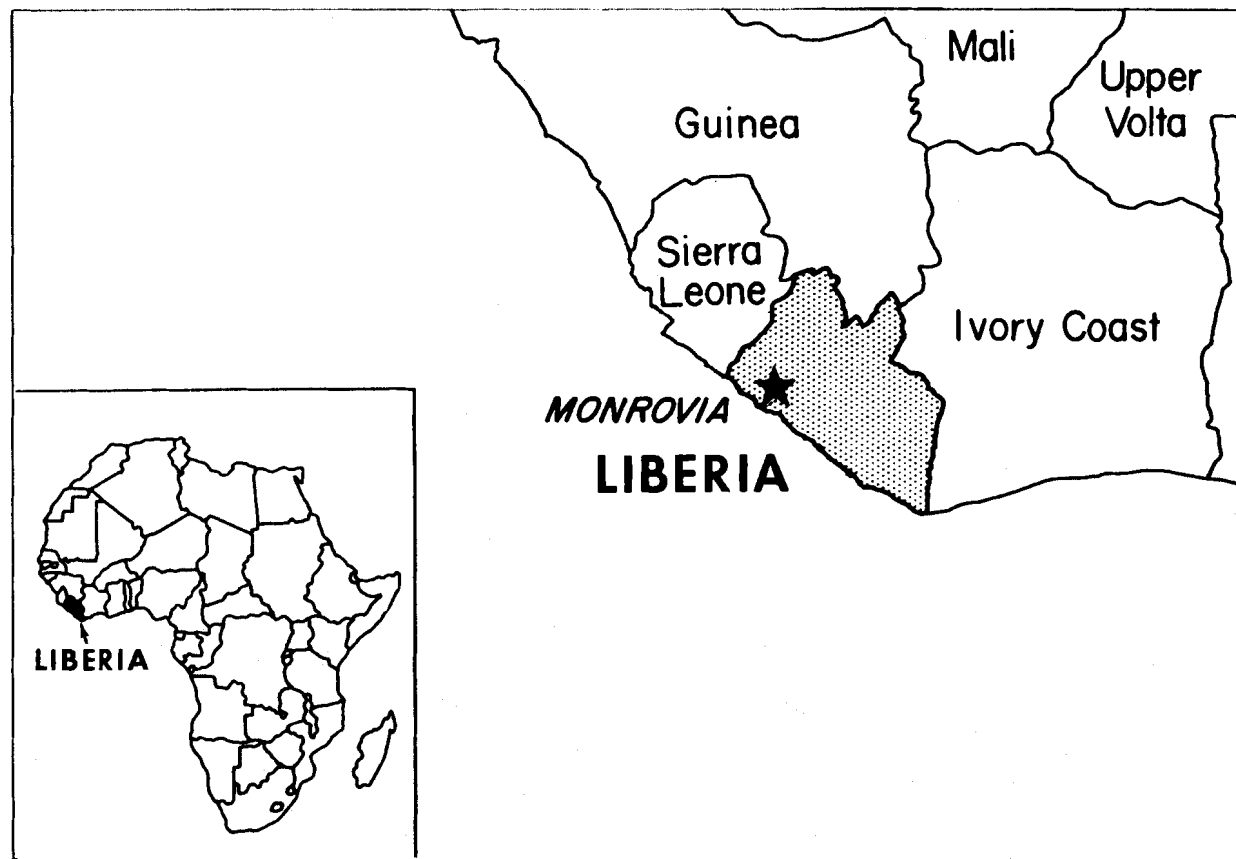 Mali
Upper
Volta
Guinea
Sierra
Leone
Ivory Coast
MONROVIA
LIBERIA
LIBERIA